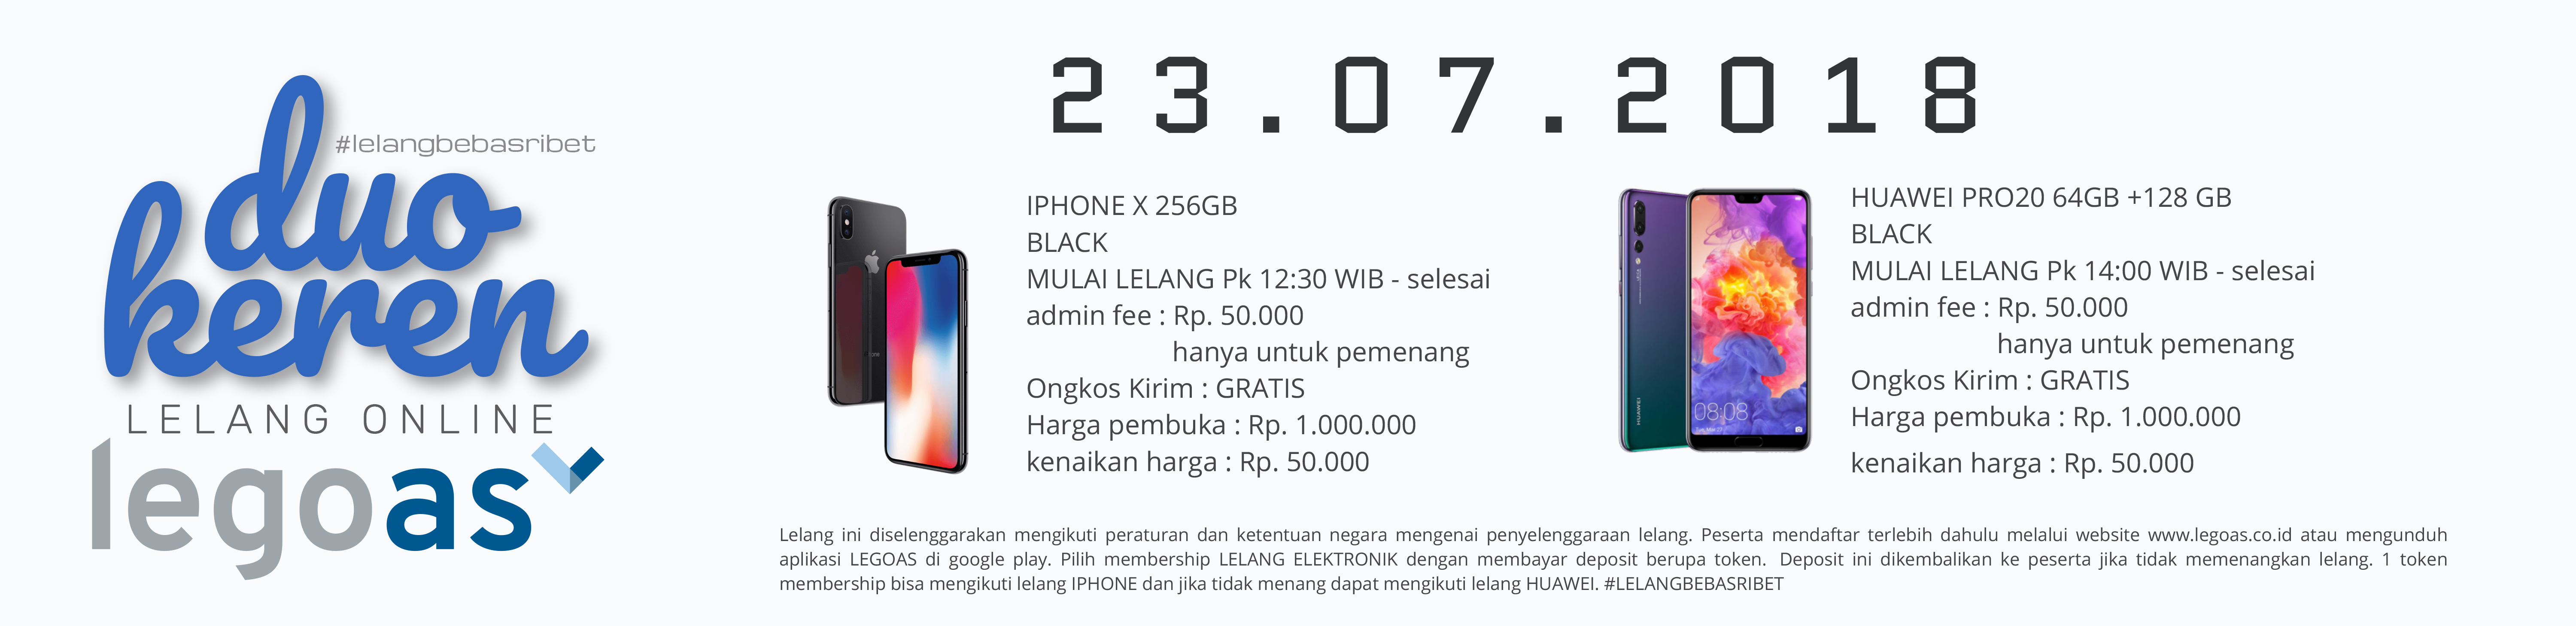 23.07.2018
#lelangbebasribet
duo
keren
LELANG ONLINE
legoas
IPHONE X 256GB
BLACK
MULAI LELANG Pk 12:30 WIB - selesai
admin fee : Rp. 50.000
hanya untuk pemenang
Ongkos Kirim : GRATIS
Harga pembuka : Rp. 1.000.000
kenaikan harga : Rp. 50.000
HUAWEI
08:08
HUAWEI PRO20 64GB +128 GB
BLACK
MULAI LELANG Pk 14:00 WIB - selesai
admin fee : Rp. 50.000
hanya untuk pemenang
Ongkos Kirim : GRATIS
Harga pembuka : Rp. 1.000.000
kenaikan harga : Rp. 50.000
Lelang ini diselenggarakan mengikuti peraturan dan ketentuan negara mengenai penyelenggaraan lelang. Peserta mendaftar terlebih dahulu melalui website www.legoas.co.id atau mengunduh
aplikasi LEGOAS di google play. Pilih membership LELANG ELEKTRONIK dengan membayar deposit berupa token. Deposit ini dikembalikan ke peserta jika tidak memenangkan lelang. 1 token
membership bisa mengikuti lelang IPHONE dan jika tidak menang dapat mengikuti lelang HUAWEI. #LELANGBEBASRIBET